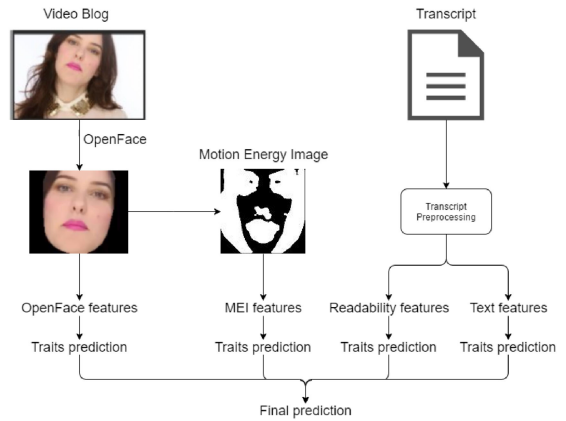 Video Blog
Transcript
OpenFace
Motion Energy Image
Transcript
Preprocessing
OpenFace features
MEI features
Readability features
Text features
Traits prediction
Traits prediction
Traits prediction
Traits prediction
Final prediction